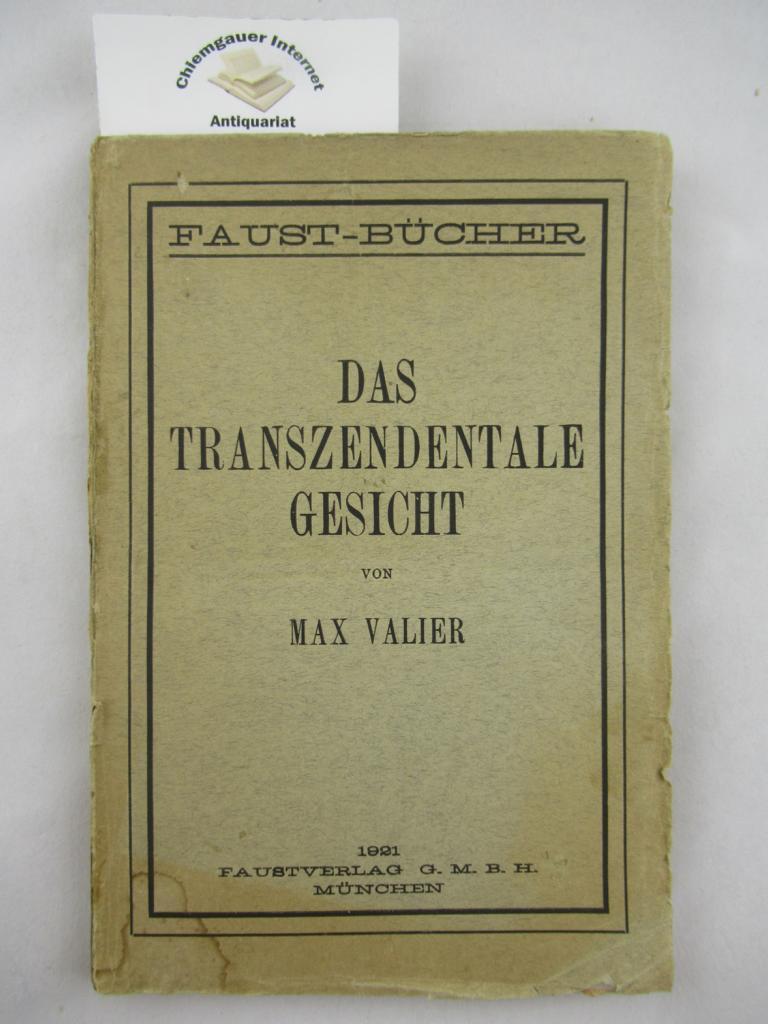 Chiemgauer Internet
Antiquariat
FAUST-BÜCHER
DAS
TRANSZENDENTALE
GESICHT
VON
MAX VALIER
1921
FAUSTVERLAG G. M. B. H.
MÜNCHEN